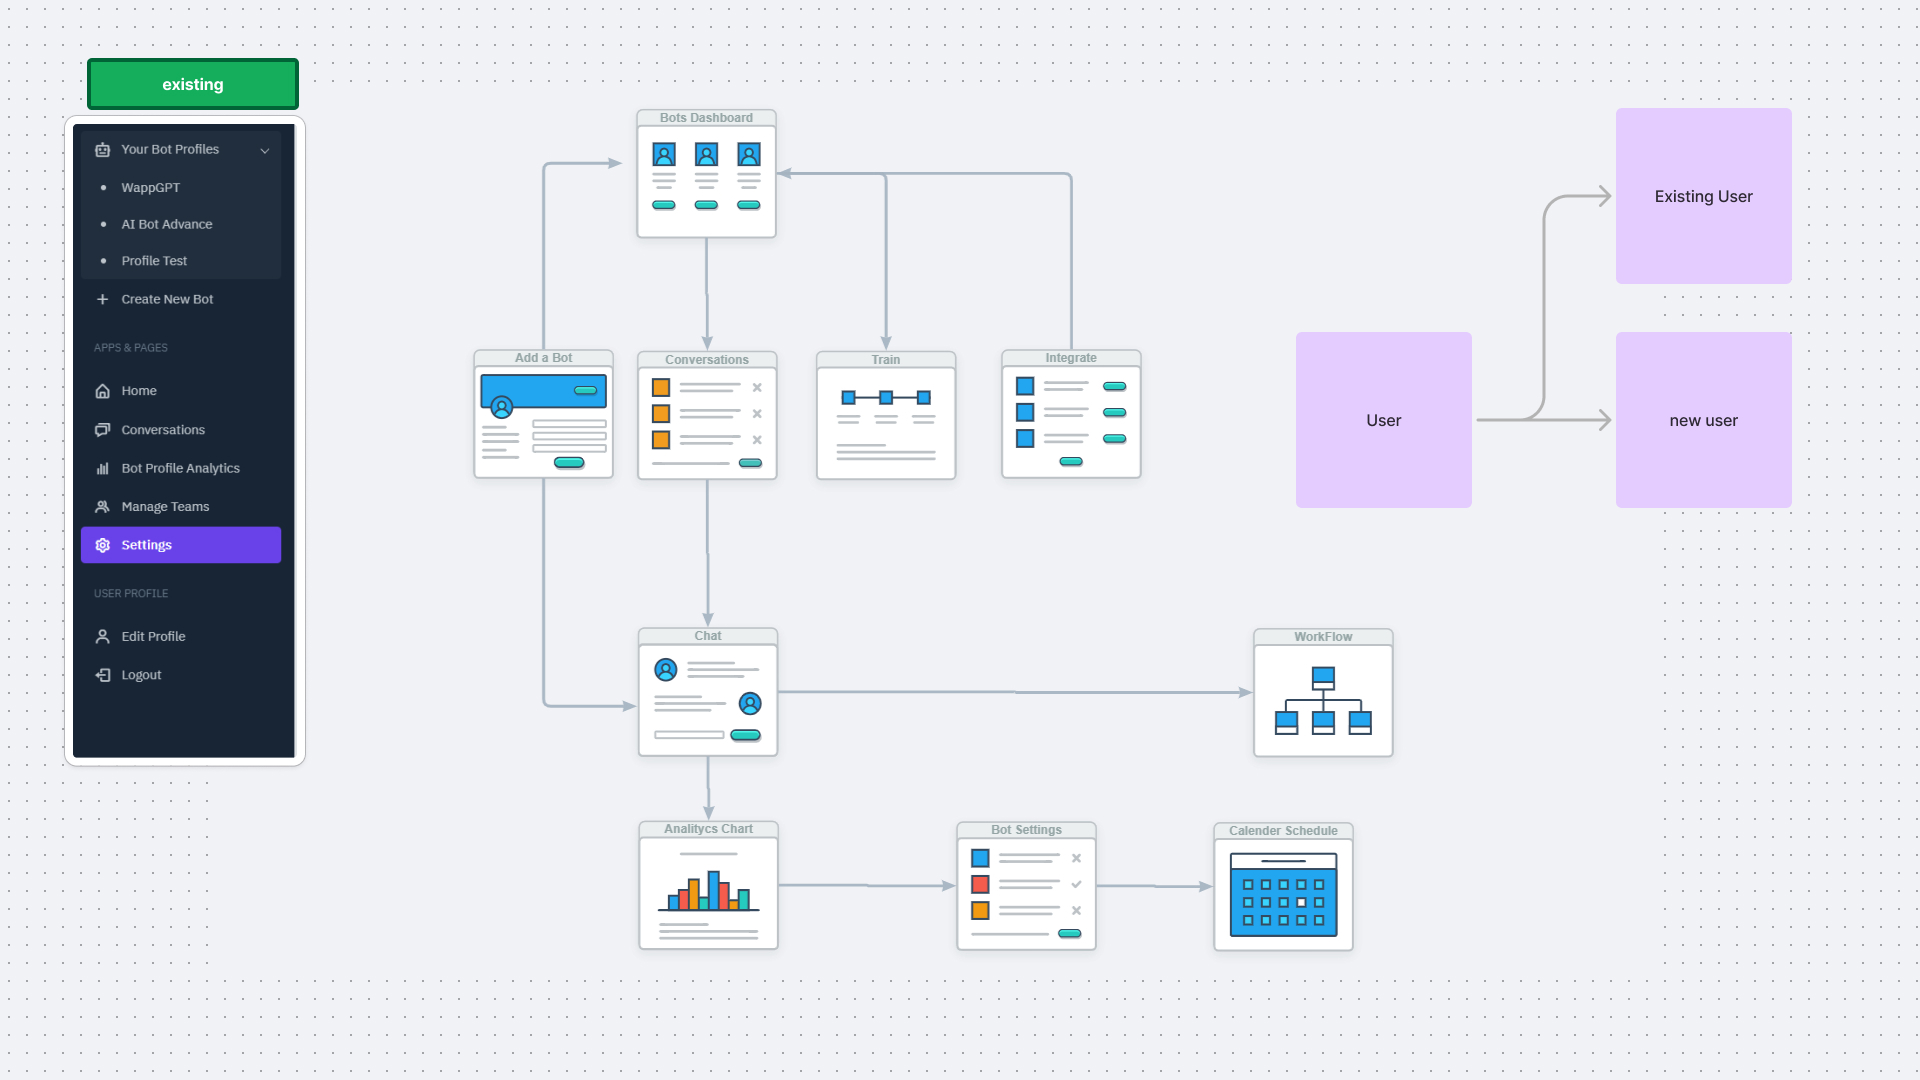 existing
Your Bot Profiles
WappGPT
AI Bot Advance
Profile Test
Create New Bot
APPS & PAGES
Home
Conversations
Bot Profile Analytics
Manage Teams
Settings
USER PROFILE
Edit Profile
Logout
Bots Dashboard
Add a Bot
Conversations
Train
Integrate
Chat
WorkFlow
Analitycs Chart
Bot Settings
Calender Schedule
User
Existing User
new user